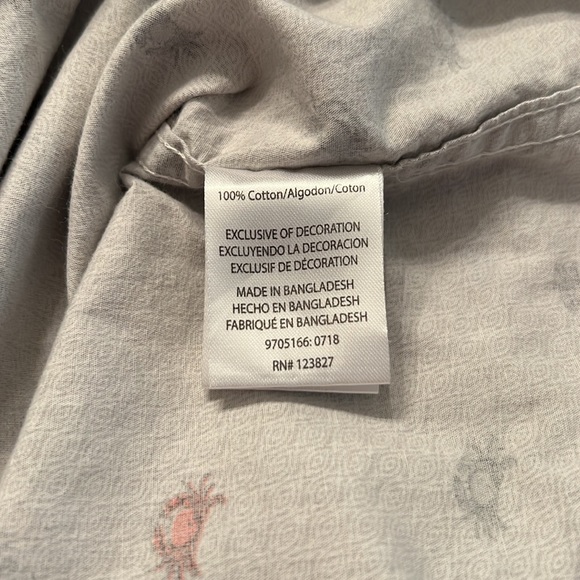 100% Cotton/Algodon/Coton
EXCLUSIVE OF DECORATION
EXCLUYENDO LA DECORACION
EXCLUSIF DE DÉCORATION
MADE IN BANGLADESH
HECHO EN BANGLADESH
FABRIQUÉ EN BANGLADESH
9705166: 0718
RN# 123827